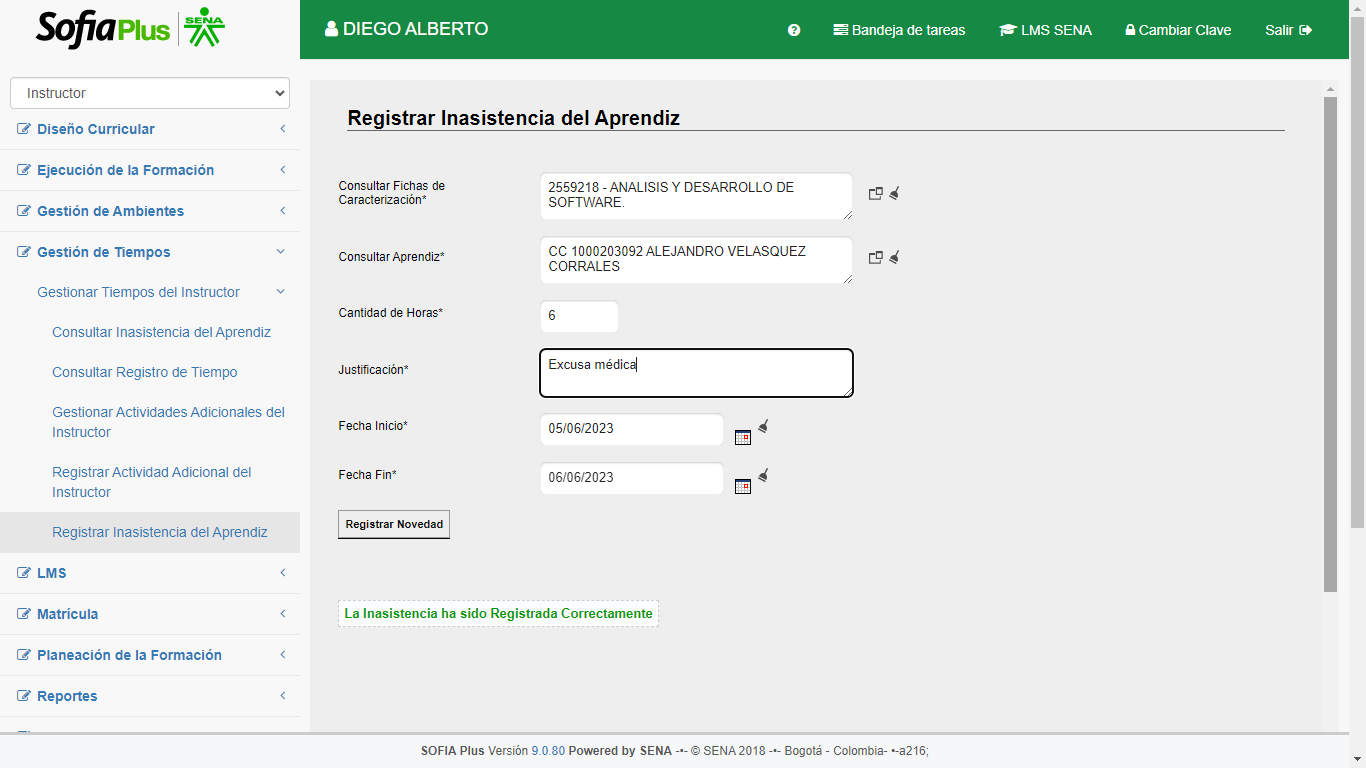 Sofia Plus
SENA
DIEGO ALBERTO
Bandeja de tareas
LMS SENA
Cambiar Clave
Salir
Instructor
Diseño Curricular
Ejecución de la Formación
Gestión de Ambientes
Gestión de Tiempos
Gestionar Tiempos del Instructor
Consultar Inasistencia del Aprendiz
Consultar Registro de Tiempo
Gestionar Actividades Adicionales del
Instructor
Registrar Actividad Adicional del
Instructor
Registrar Inasistencia del Aprendiz
LMS
Matrícula
Planeación de la Formación
Reportes
Registrar Inasistencia del Aprendiz
Consultar Fichas de
Caracterización*
2559218 - ANALISIS Y DESARROLLO DE
SOFTWARE.
Consultar Aprendiz*
CC 1000203092 ALEJANDRO VELASQUEZ
CORRALES
Cantidad de Horas*
6
Justificación*
Excusa médica
Fecha Inicio*
05/06/2023
Fecha Fin*
06/06/2023
Registrar Novedad
La Inasistencia ha sido Registrada Correctamente
SOFIA Plus Versión 9.0.80 Powered by SENA -•- © SENA 2018 -•- Bogotá - Colombia- •-a216;